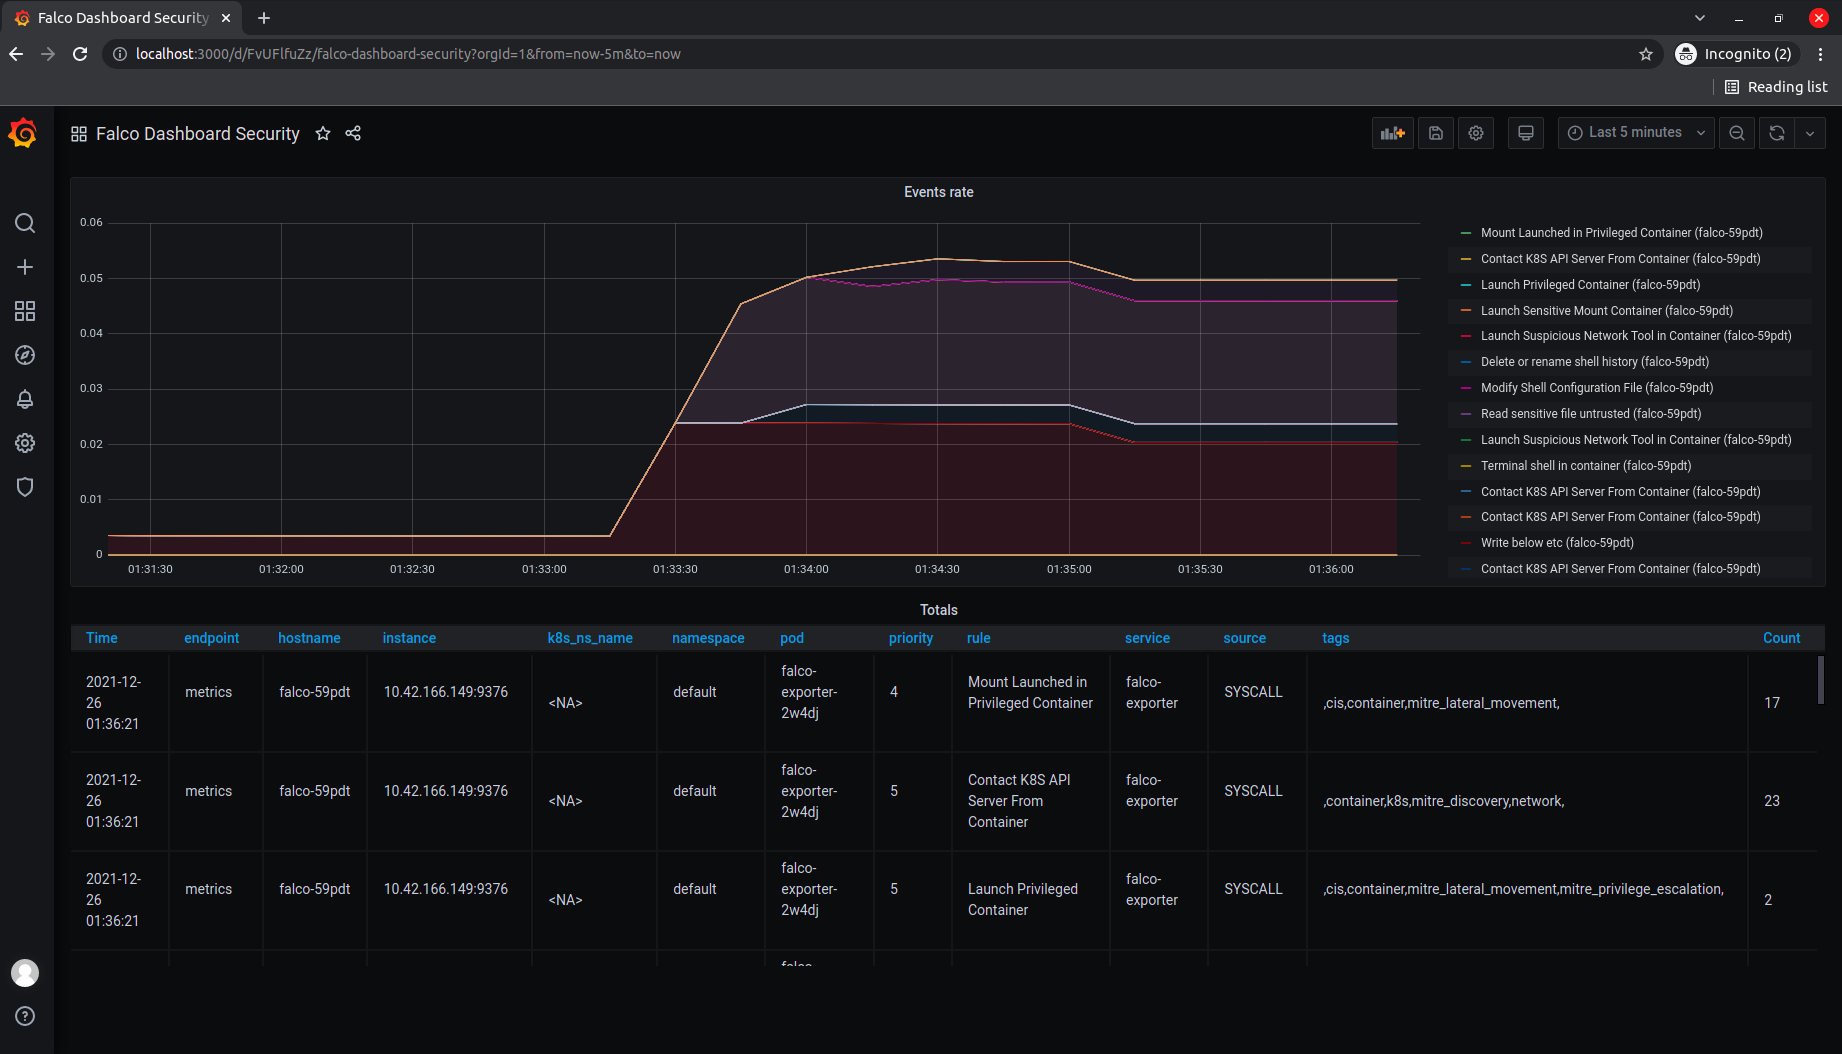 Falco Dashboard Security
localhost:3000/d/FvUFlfuZz/falco-dashboard-security?orgId=1&from=now-5m&to=now
Incognito (2)
Reading list
Falco Dashboard Security
Last 5 minutes
Events rate
0.06
0.05
0.04
0.03
0.02
0.01
0
01:31:30 01:32:00 01:32:30 01:33:00 01:33:30 01:34:00 01:34:30 01:35:00 01:35:30 01:36:00
Mount Launched in Privileged Container (falco-59pdt)
Contact K8S API Server From Container (falco-59pdt)
Launch Privileged Container (falco-59pdt)
Launch Sensitive Mount Container (falco-59pdt)
Launch Suspicious Network Tool in Container (falco-59pdt)
Delete or rename shell history (falco-59pdt)
Modify Shell Configuration File (falco-59pdt)
Read sensitive file untrusted (falco-59pdt)
Launch Suspicious Network Tool in Container (falco-59pdt)
Terminal shell in container (falco-59pdt)
Contact K8S API Server From Container (falco-59pdt)
Contact K8S API Server From Container (falco-59pdt)
Write below etc (falco-59pdt)
Contact K8S API Server From Container (falco-59pdt)
Totals
Time endpoint hostname instance k8s_ns_name namespace pod priority rule service source tags Count
2021-12-
26
01:36:21
metrics
falco-59pdt
10.42.166.149:9376
<NA>
default
falco-
exporter-
2w4dj
4
Mount Launched in
Privileged Container
falco-
exporter
SYSCALL
,cis,container,mitre_lateral_movement,
17
2021-12-
26
01:36:21
metrics
falco-59pdt
10.42.166.149:9376
<NA>
default
falco-
exporter-
2w4dj
5
Contact K8S API
Server From
Container
falco-
exporter
SYSCALL
,container,k8s,mitre_discovery,network,
23
2021-12-
26
01:36:21
metrics
falco-59pdt
10.42.166.149:9376
<NA>
default
falco-
exporter-
2w4dj
5
Launch Privileged
Container
falco-
exporter
SYSCALL
,cis,container,mitre_lateral_movement,mitre_privilege_escalation,
2